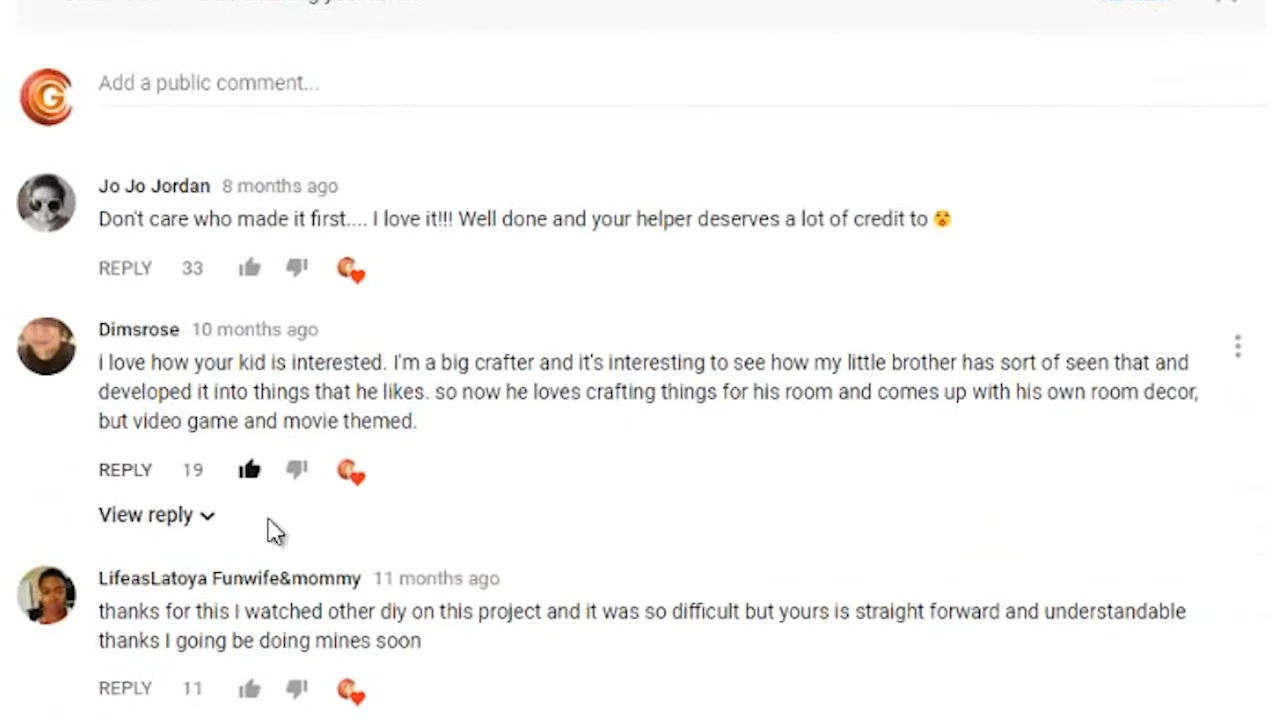 Add a public comment...
Jo Jo Jordan 8 months ago
Don't care who made it first.... I love it!!! Well done and your helper deserves a lot of credit to 😲
REPLY 33
Dimsrose 10 months ago
i love how your kid is interested. I'm a big crafter and it's interesting to see how my little brother has sort of seen that and
developed it into things that he likes. so now he loves crafting things for his room and comes up with his own room decor,
but video game and movie themed.
REPLY 19
View reply
LifeasLatoya Funwife&mommy 11 months ago
thanks for this I watched other diy on this project and it was so difficult but yours is straight forward and understandable
thanks I going be doing mines soon
REPLY 11